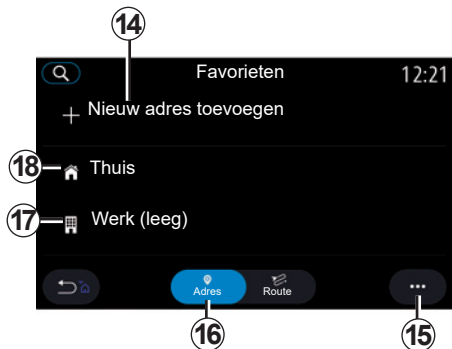 14
Favorieten 12:21
+ Nieuw adres toevoegen
18 Thuis
17 Werk (leeg)
Adres Route ...
16 15